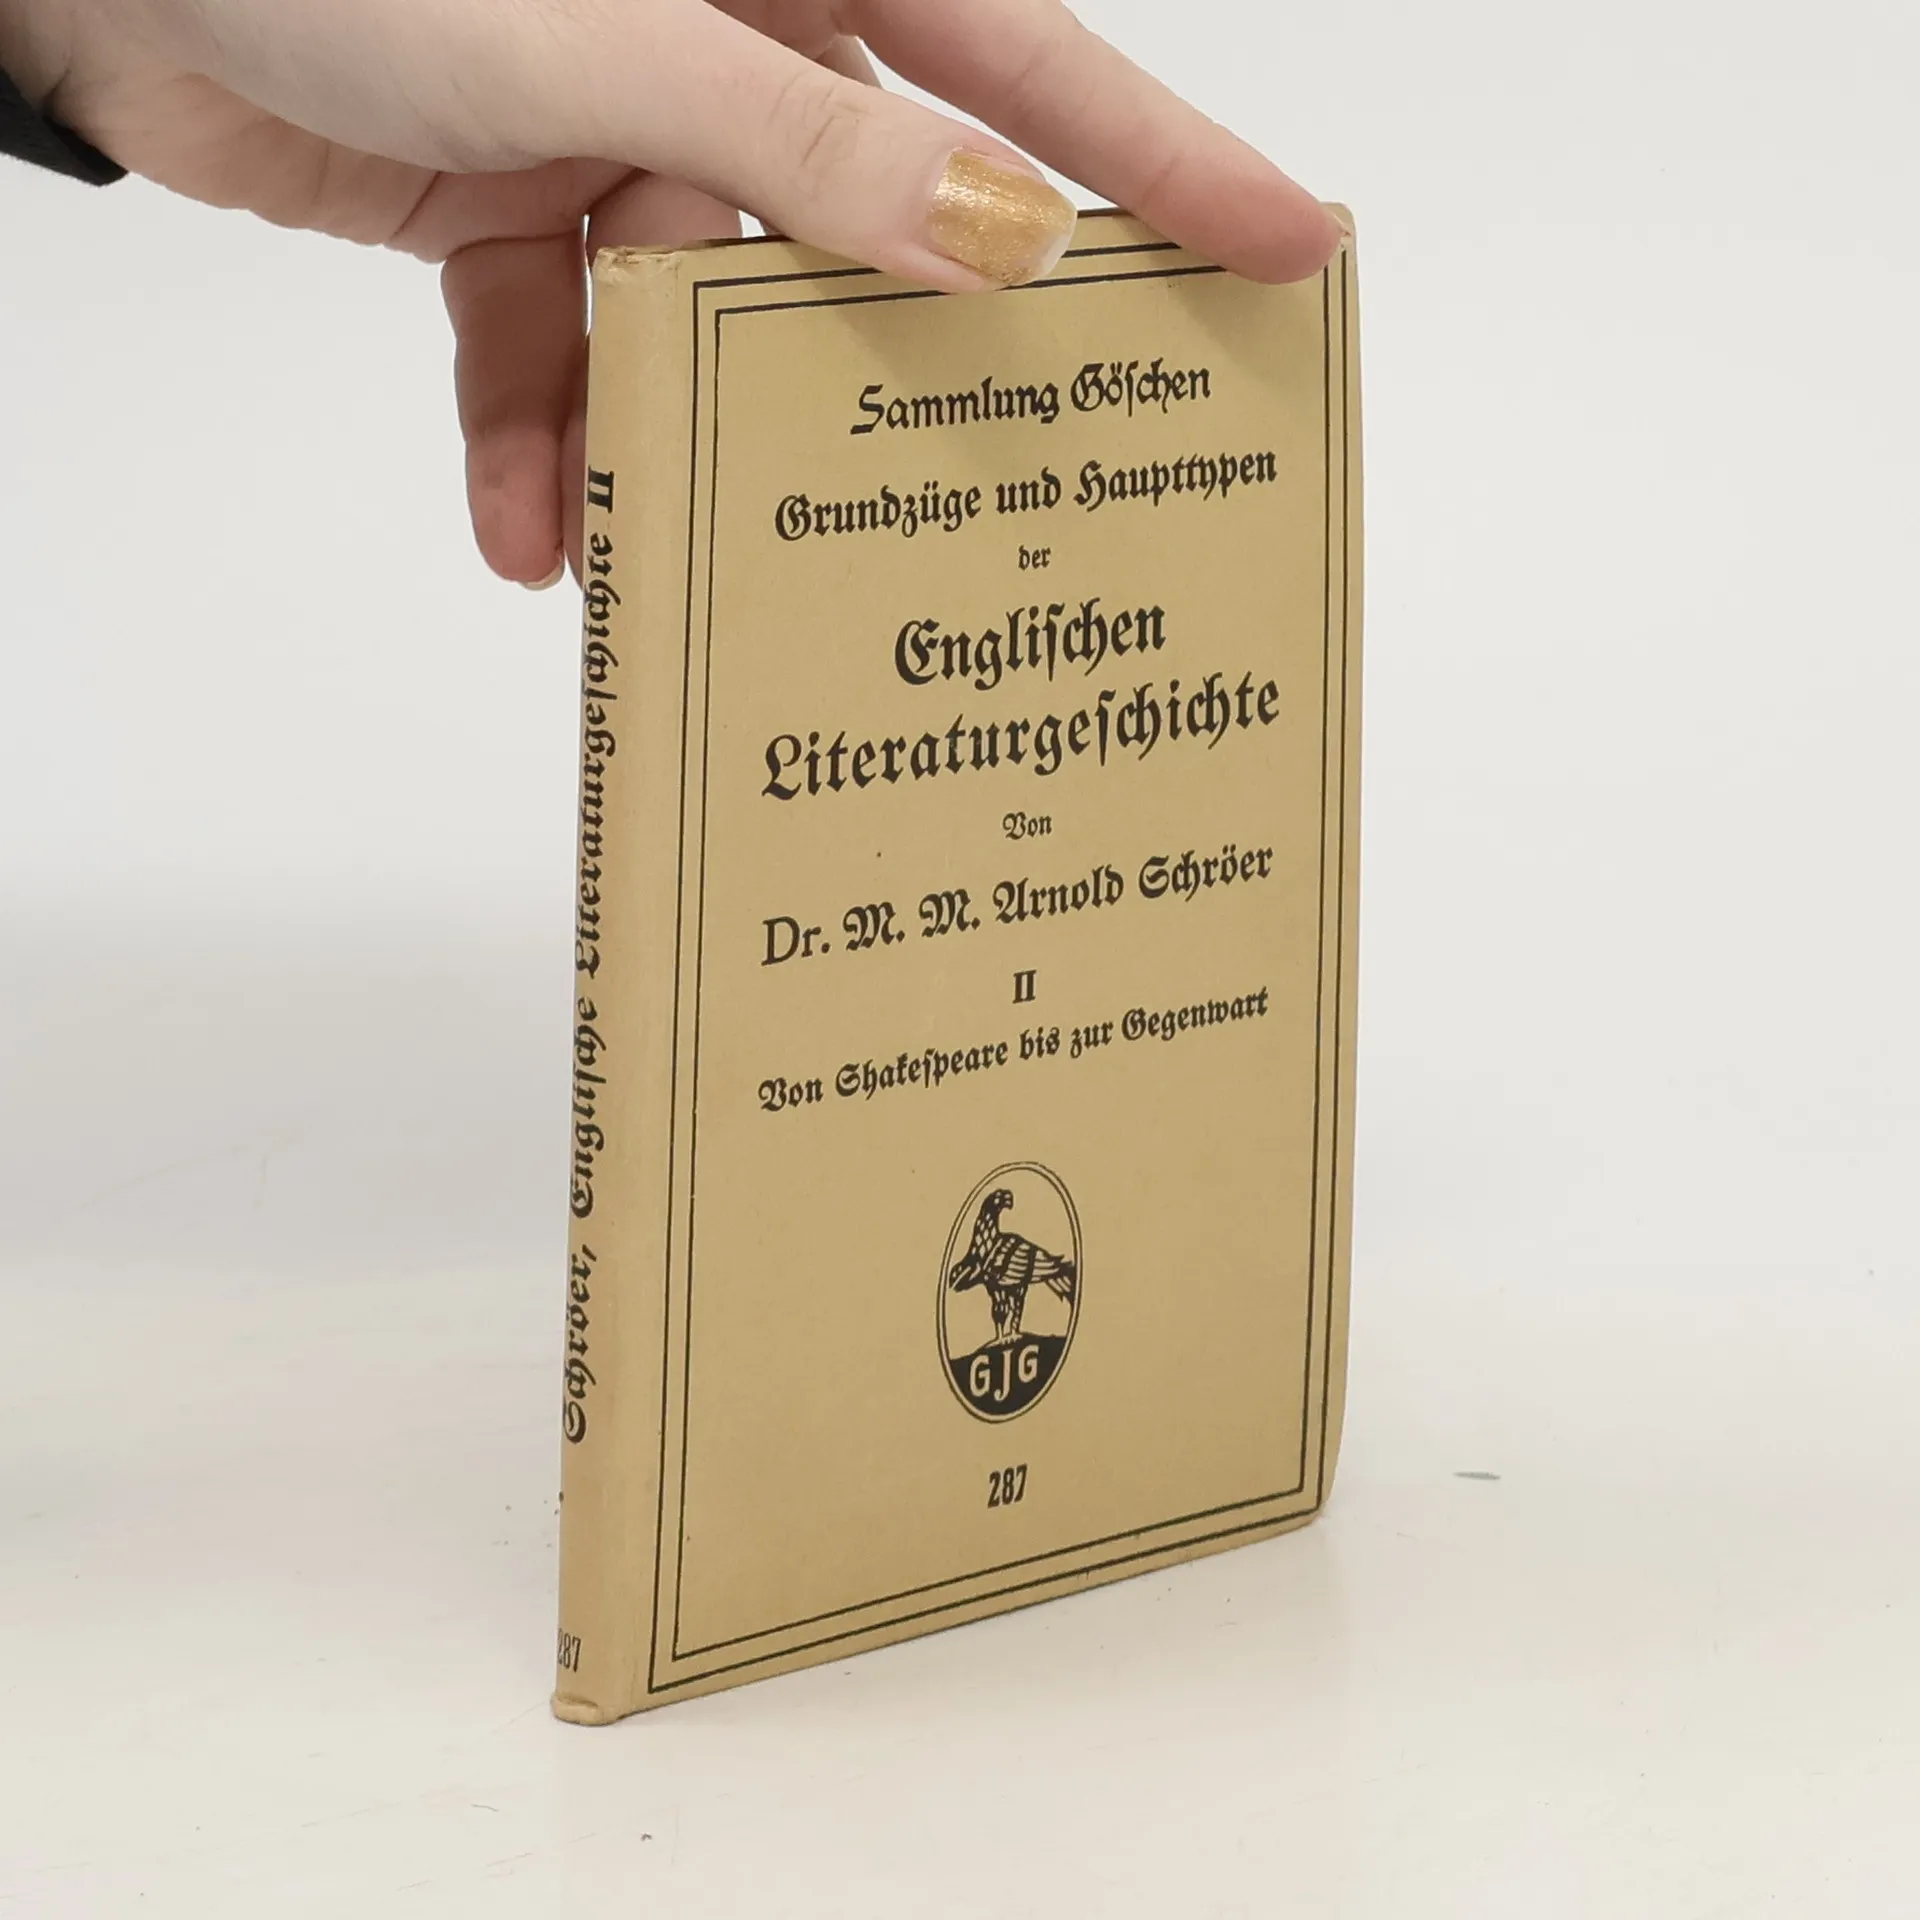 Sammlung Göſchen
Grundzüge und Haupttypen
der
Engliſchen
Literaturgeſchichte
Von
Dr. M. M. Arnold Schröer
II
Von Shakeſpeare bis zur Gegenwart
GJG
287
Schröer, Engliſche Literaturgeſchichte II
287